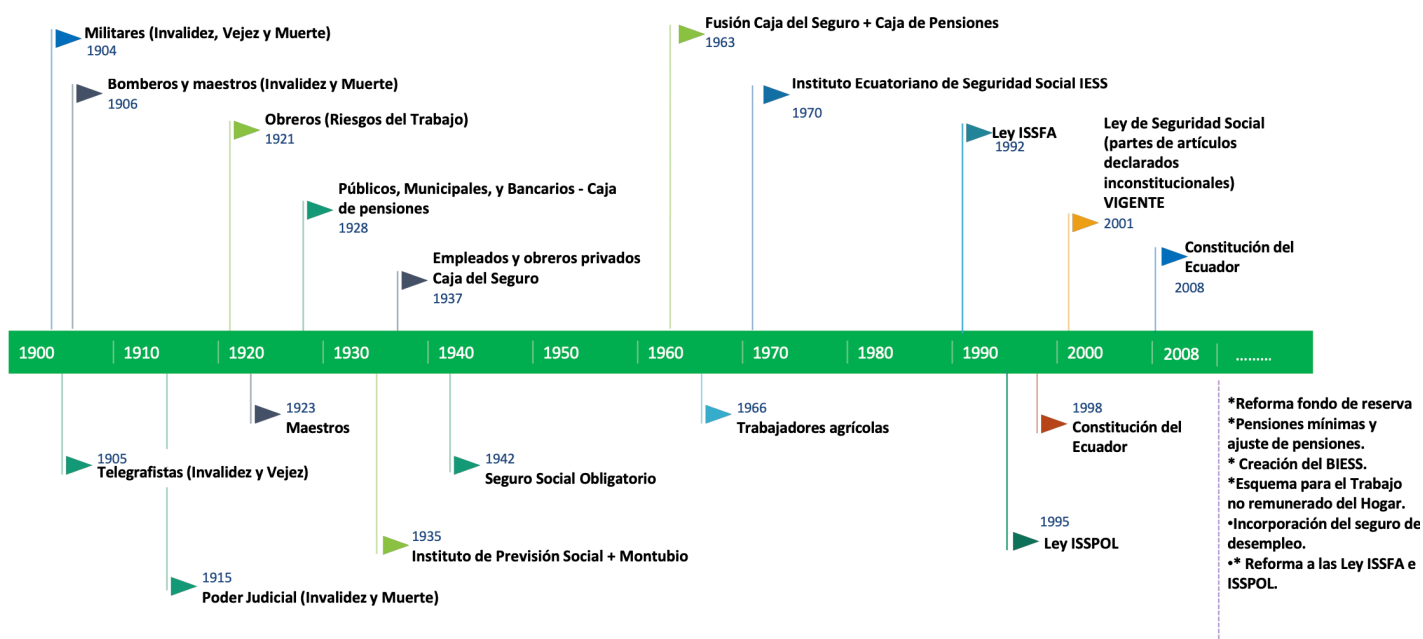 Militares (Invalidez, Vejez y Muerte)
1904
Bomberos y maestros (Invalidez y Muerte)
1906
Obreros (Riesgos del Trabajo)
1921
Públicos, Municipales, y Bancarios - Caja
de pensiones
1928
Empleados y obreros privados
Caja del Seguro
1937
Fusión Caja del Seguro + Caja de Pensiones
1963
Instituto Ecuatoriano de Seguridad Social IESS
1970
Ley ISSFA
1992
Ley de Seguridad Social
(partes de artículos
declarados
inconstitucionales)
VIGENTE
2001
Constitución del
Ecuador
2008
1900 1910 1920 1930 1940 1950 1960 1970 1980 1990 2000 2008 .........
1905
Telegrafistas (Invalidez y Vejez)
1915
Poder Judicial (Invalidez y Muerte)
1923
Maestros
1935
Instituto de Previsión Social + Montubio
1942
Seguro Social Obligatorio
1966
Trabajadores agrícolas
1995
Ley ISSPOL
1998
Constitución del
Ecuador
*Reforma fondo de reserva
*Pensiones mínimas y
ajuste de pensiones.
* Creación del BIESS.
*Esquema para el Trabajo
no remunerado del Hogar.
•Incorporación del seguro de
desempleo.
•* Reforma a las Ley ISSFA e
ISSPOL.